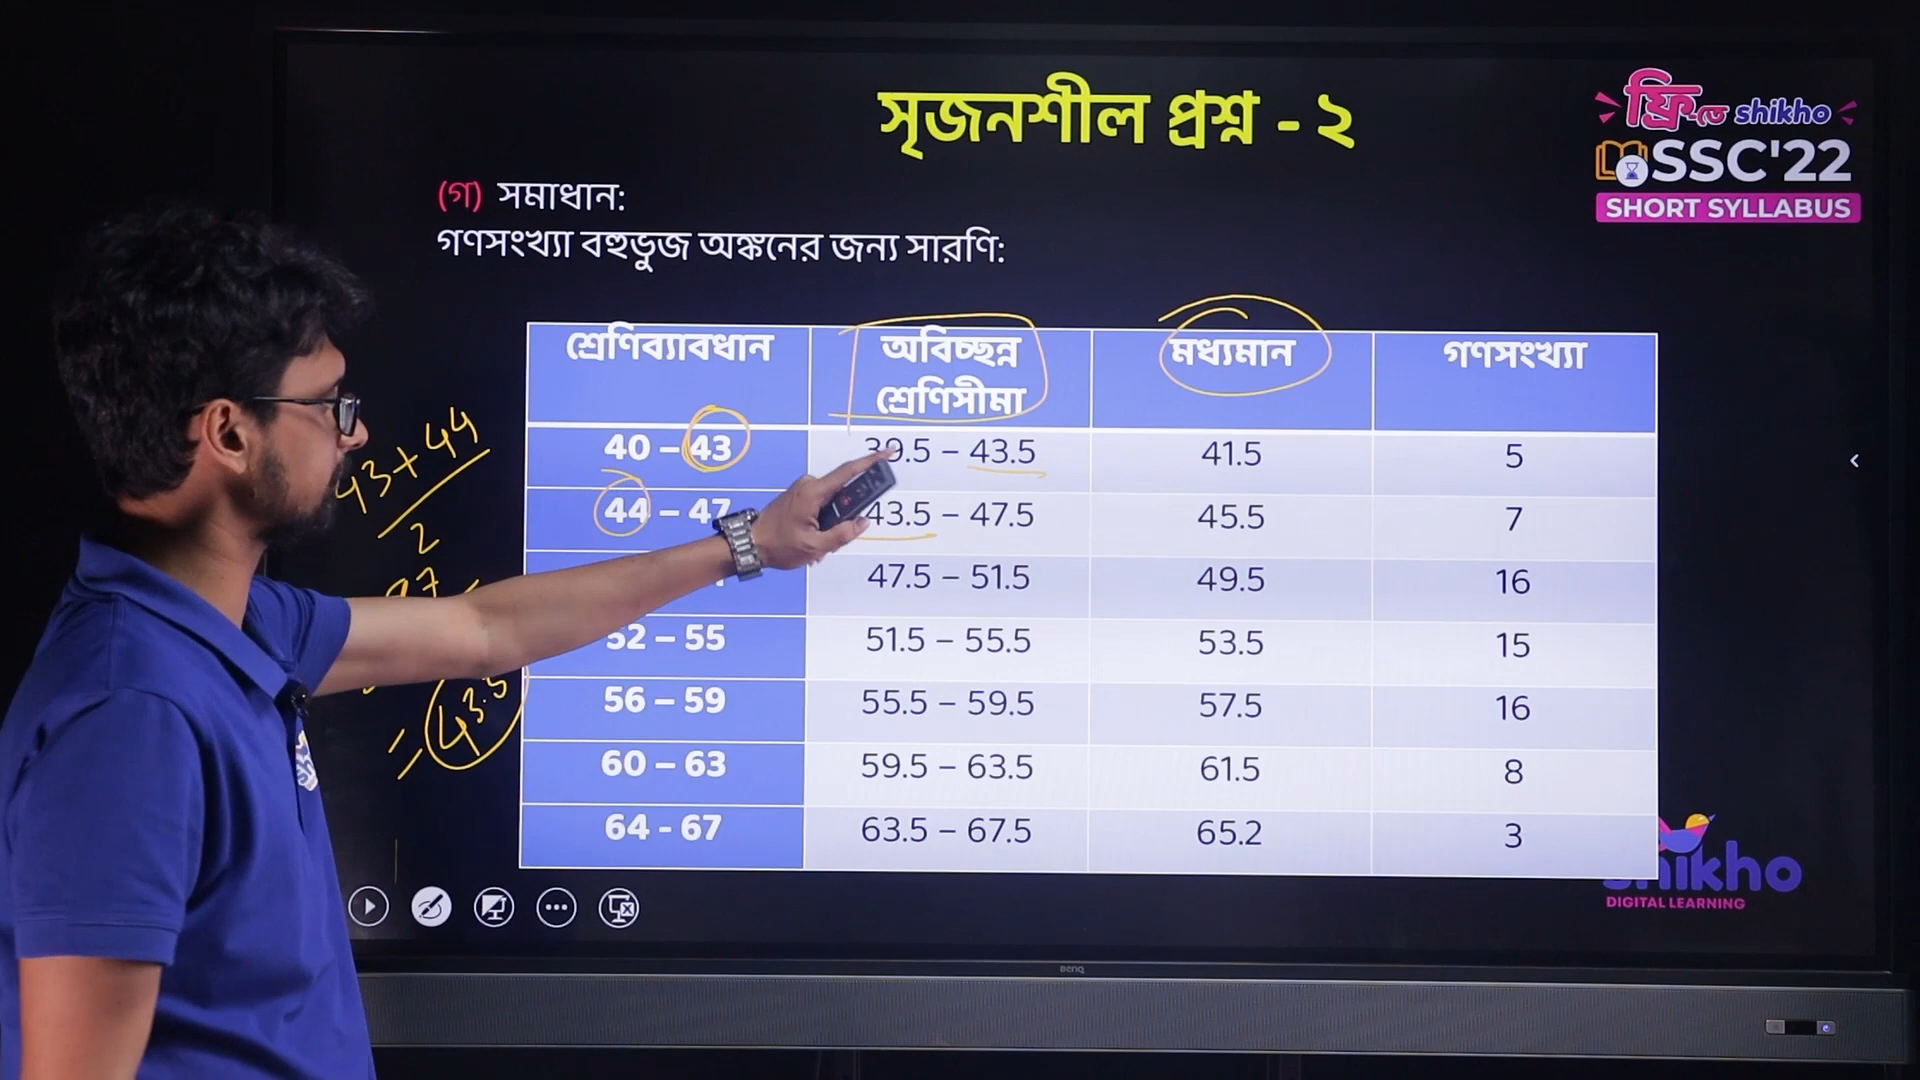 সৃজনশীল প্রশ্ন - ২
ফ্রি তে shikho
SSC'22
SHORT SYLLABUS
(গ) সমাধান:
গণসংখ্যা বহুভুজ অঙ্কনের জন্য সারণি:
শ্রেণিব্যাবধান অবিচ্ছন্ন শ্রেণিসীমা মধ্যমান গণসংখ্যা
40 – 43 39.5 – 43.5 41.5 5
44 – 47 43.5 – 47.5 45.5 7
47.5 – 51.5 49.5 16
52 – 55 51.5 – 55.5 53.5 15
56 – 59 55.5 – 59.5 57.5 16
60 – 63 59.5 – 63.5 61.5 8
64 - 67 63.5 – 67.5 65.2 3
43+44
2
= 43.5
shikho
DIGITAL LEARNING
BenQ